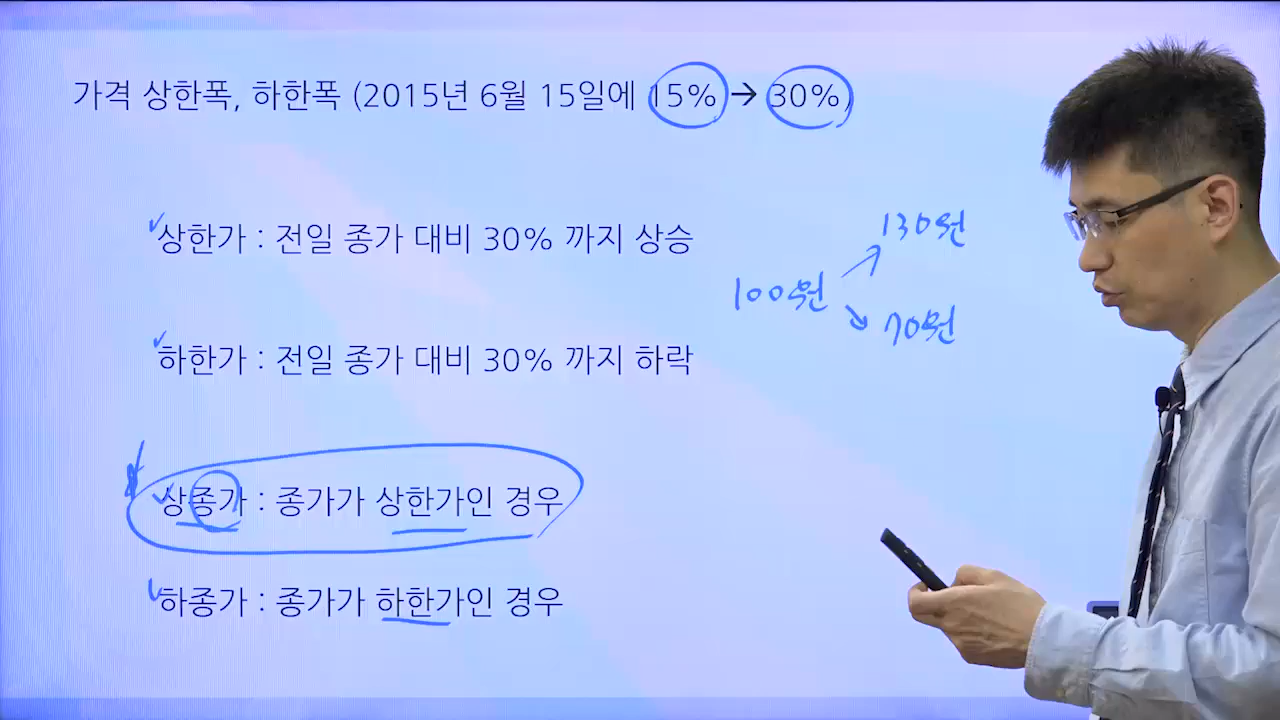 가격 상한폭, 하한폭 (2015년 6월 15일에 15% → 30%)
상한가 : 전일 종가 대비 30% 까지 상승
130원
100원
70원
하한가 : 전일 종가 대비 30% 까지 하락
상종가 : 종가가 상한가인 경우
하종가 : 종가가 하한가인 경우